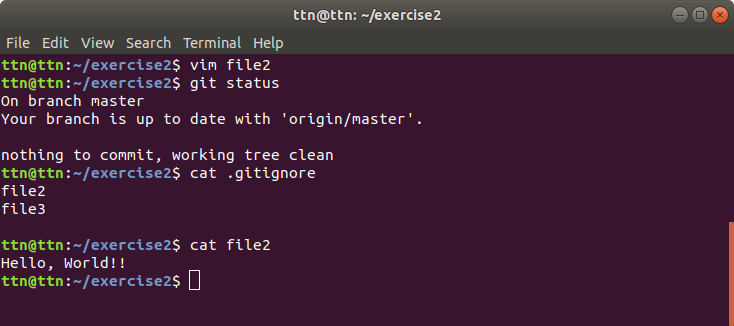 ttn@ttn: ~/exercise2
File Edit View Search Terminal Help
ttn@ttn:~/exercise2$ vim file2
ttn@ttn:~/exercise2$ git status
On branch master
Your branch is up to date with 'origin/master'.
nothing to commit, working tree clean
ttn@ttn:~/exercise2$ cat .gitignore
file2
file3
ttn@ttn:~/exercise2$ cat file2
Hello, World!!
ttn@ttn:~/exercise2$